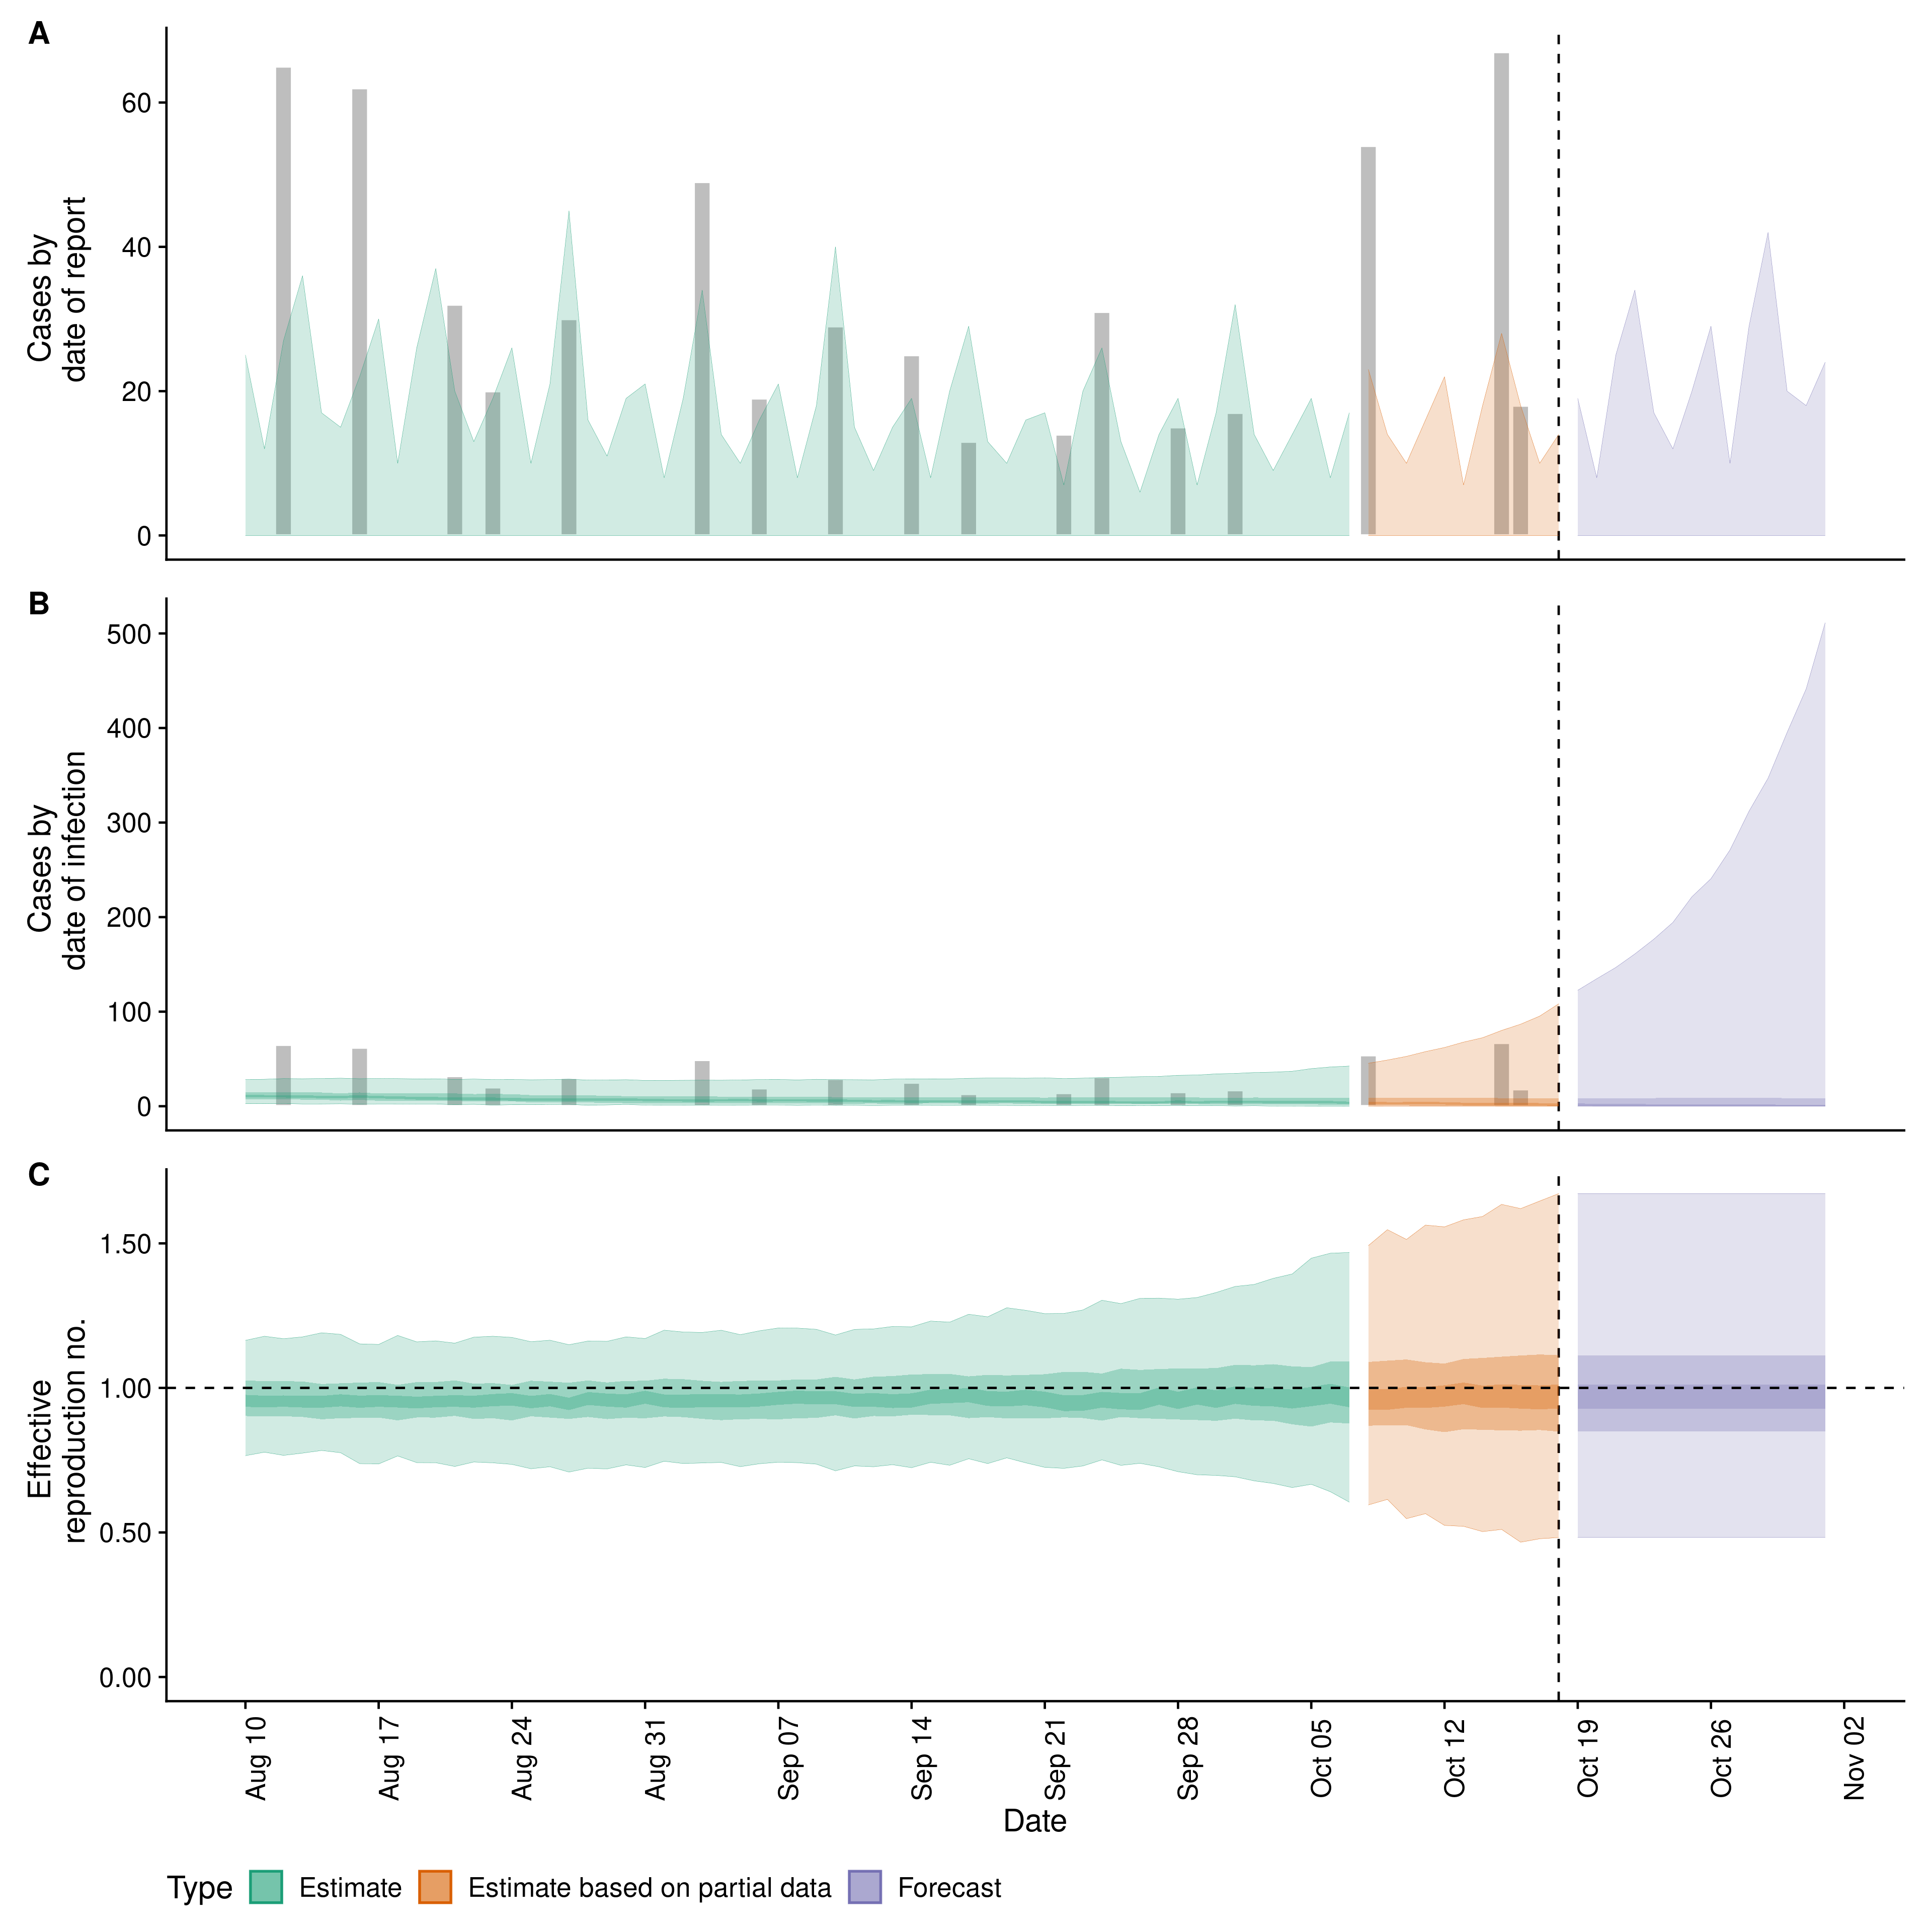 A
Cases by
date of report
60
40
20
0
B
Cases by
date of infection
500
400
300
200
100
0
C
Effective
reproduction no.
1.50
1.00
0.50
0.00
Aug 10
Aug 17
Aug 24
Aug 31
Sep 07
Sep 14
Sep 21
Sep 28
Oct 05
Oct 12
Oct 19
Oct 26
Nov 02
Date
Type Estimate Estimate based on partial data Forecast